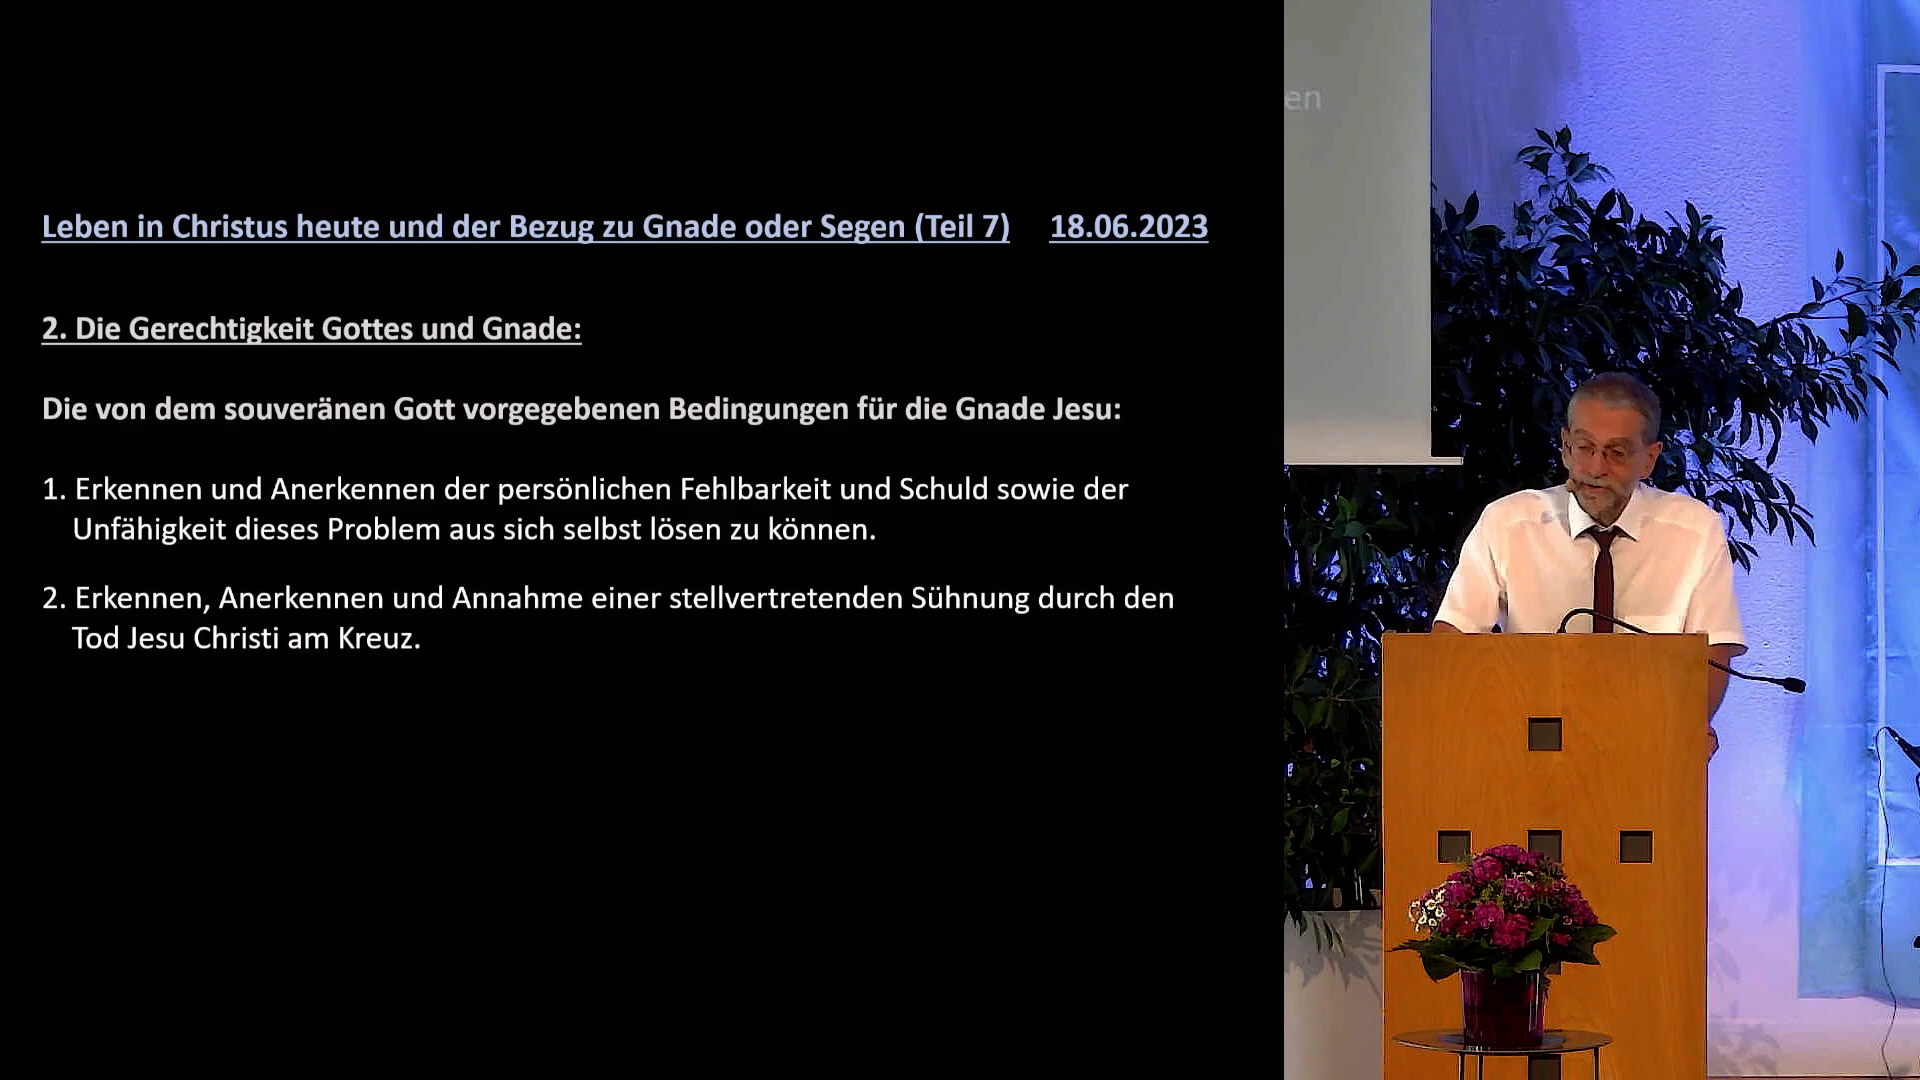 Leben in Christus heute und der Bezug zu Gnade oder Segen (Teil 7) 18.06.2023
2. Die Gerechtigkeit Gottes und Gnade:
Die von dem souveränen Gott vorgegebenen Bedingungen für die Gnade Jesu:
1. Erkennen und Anerkennen der persönlichen Fehlbarkeit und Schuld sowie der
Unfähigkeit dieses Problem aus sich selbst lösen zu können.
2. Erkennen, Anerkennen und Annahme einer stellvertretenden Sühnung durch den
Tod Jesu Christi am Kreuz.
en